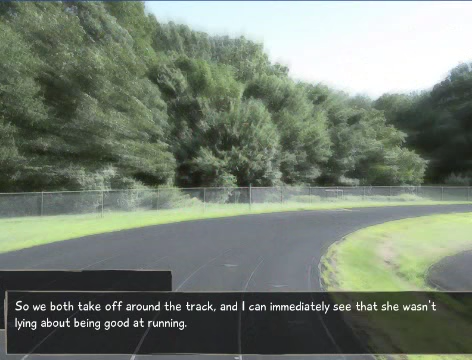 So we both take off around the track, and I can immediately see that she wasn't
lying about being good at running.